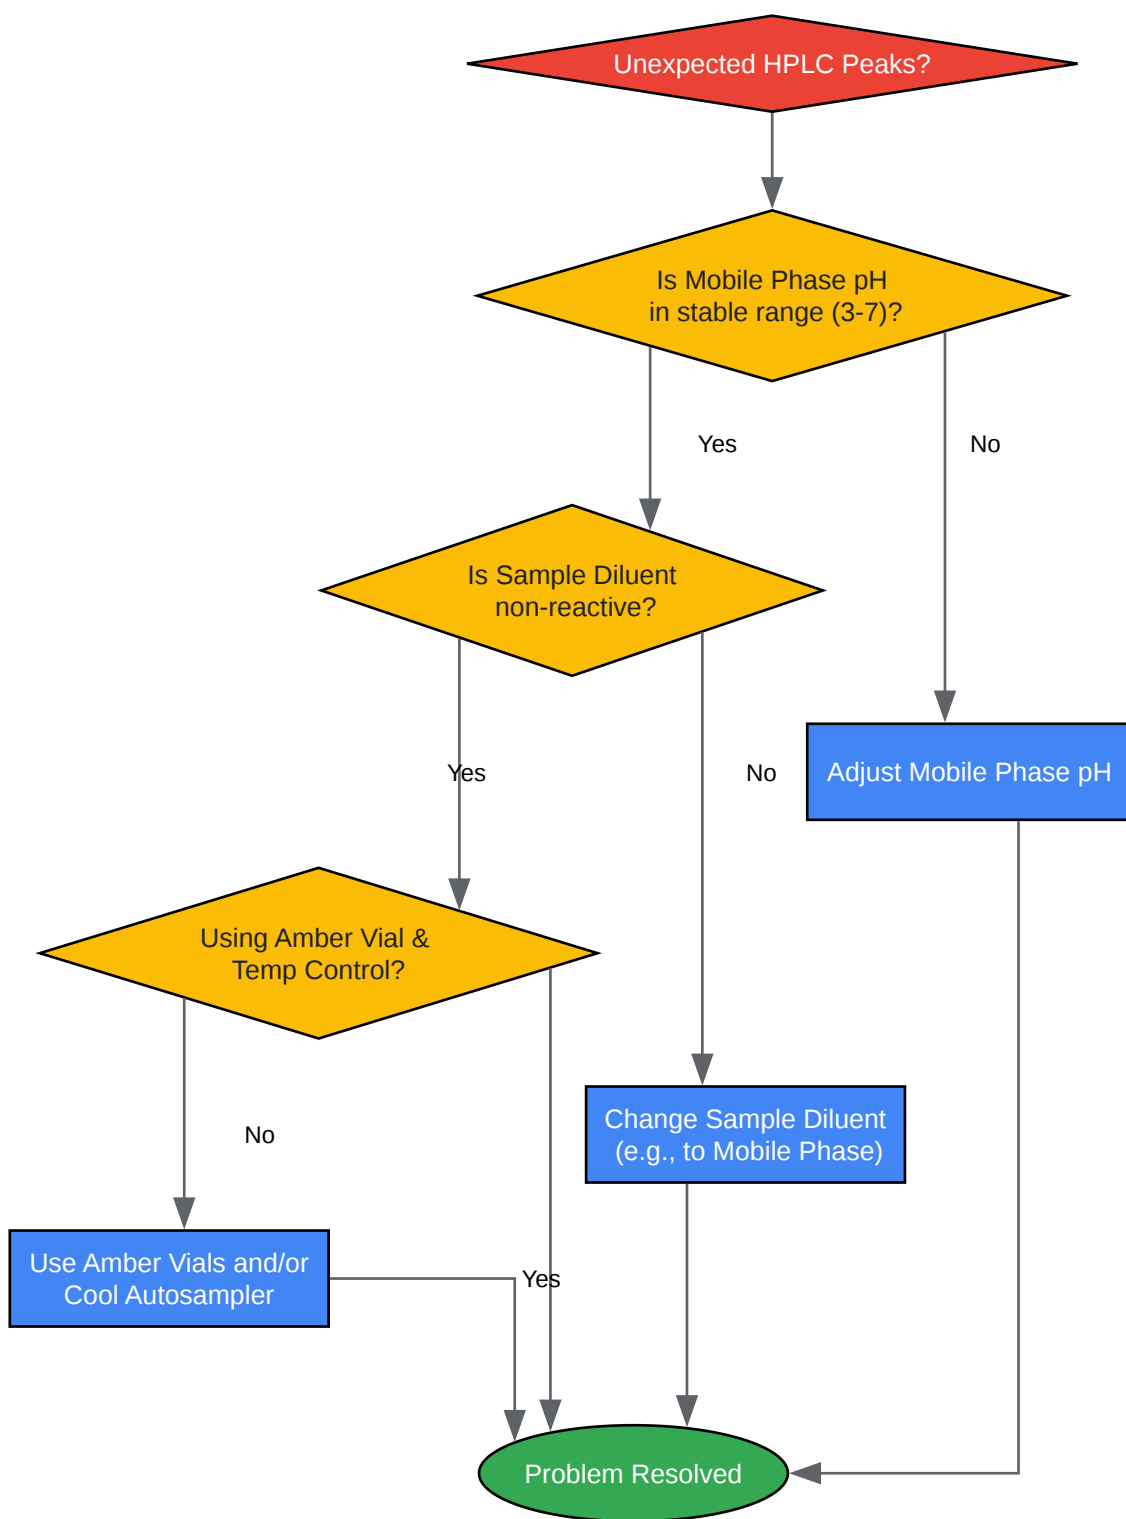 Unexpected HPLC Peaks?
Is Mobile Phase pH
in stable range (3-7)?
Yes
No
Is Sample Diluent
non-reactive?
Yes
No
Adjust Mobile Phase pH
Using Amber Vial &
Temp Control?
No
Change Sample Diluent
(e.g., to Mobile Phase)
Use Amber Vials and/or
Cool Autosampler
Yes
Problem Resolved